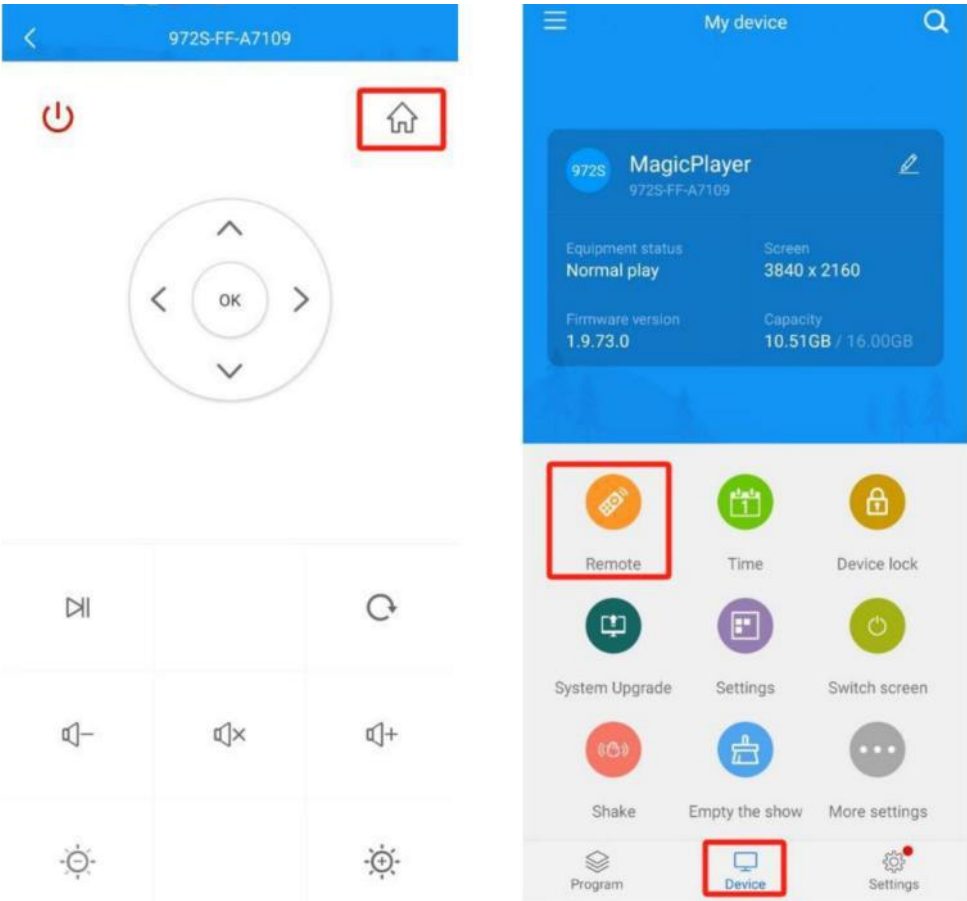 972S-FF-A7109
OK
My device
972S
MagicPlayer
972S-FF-A7109
Equipment status
Screen
Normal play
3840 x 2160
Firmware version
Capacity
1.9.73.0
10.51GB / 16.00GB
1
Remote
Time
Device lock
System Upgrade
Settings
Switch screen
Shake
Empty the show
More settings
Program
Device
Settings